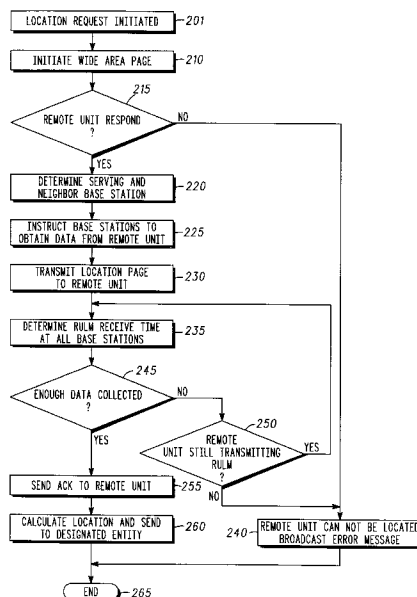 LOCATION REQUEST INITIATED
201
INITIATE WIDE AREA PAGE
210
215
REMOTE UNIT RESPOND
?
NO
YES
DETERMINE SERVING AND
NEIGHBOR BASE STATION
220
INSTRUCT BASE STATIONS TO
OBTAIN DATA FROM REMOTE UNIT
225
TRANSMIT LOCATION PAGE
TO REMOTE UNIT
230
DETERMINE RULM RECEIVE TIME
AT ALL BASE STATIONS
235
245
ENOUGH DATA COLLECTED
?
NO
YES
250
REMOTE
UNIT STILL TRANSMITTING
RULM
?
YES
NO
SEND ACK TO REMOTE UNIT
255
CALCULATE LOCATION AND SEND
TO DESIGNATED ENTITY
260
240
REMOTE UNIT CAN NOT BE LOCATED
BROADCAST ERROR MESSAGE
END
265